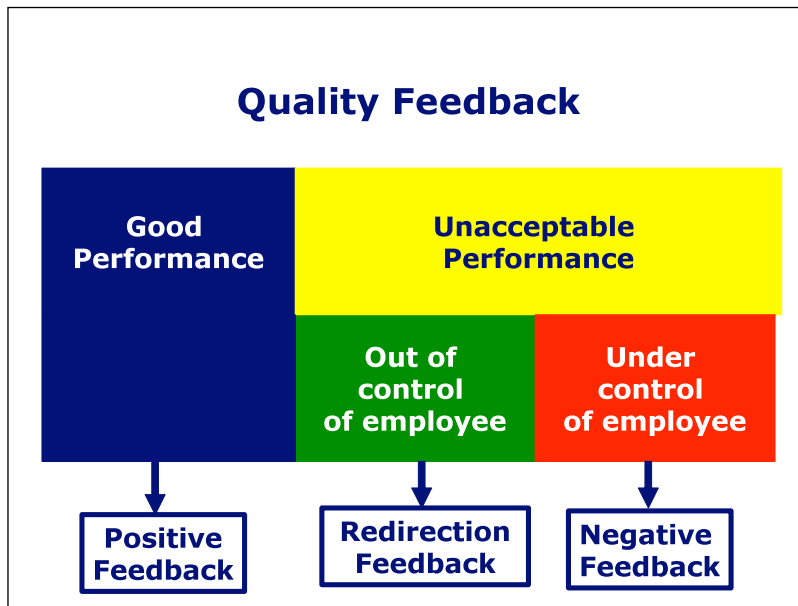 Quality Feedback
Good
Performance
Unacceptable
Performance
Out of
control
of employee
Under
control
of employee
Positive
Feedback
Redirection
Feedback
Negative
Feedback